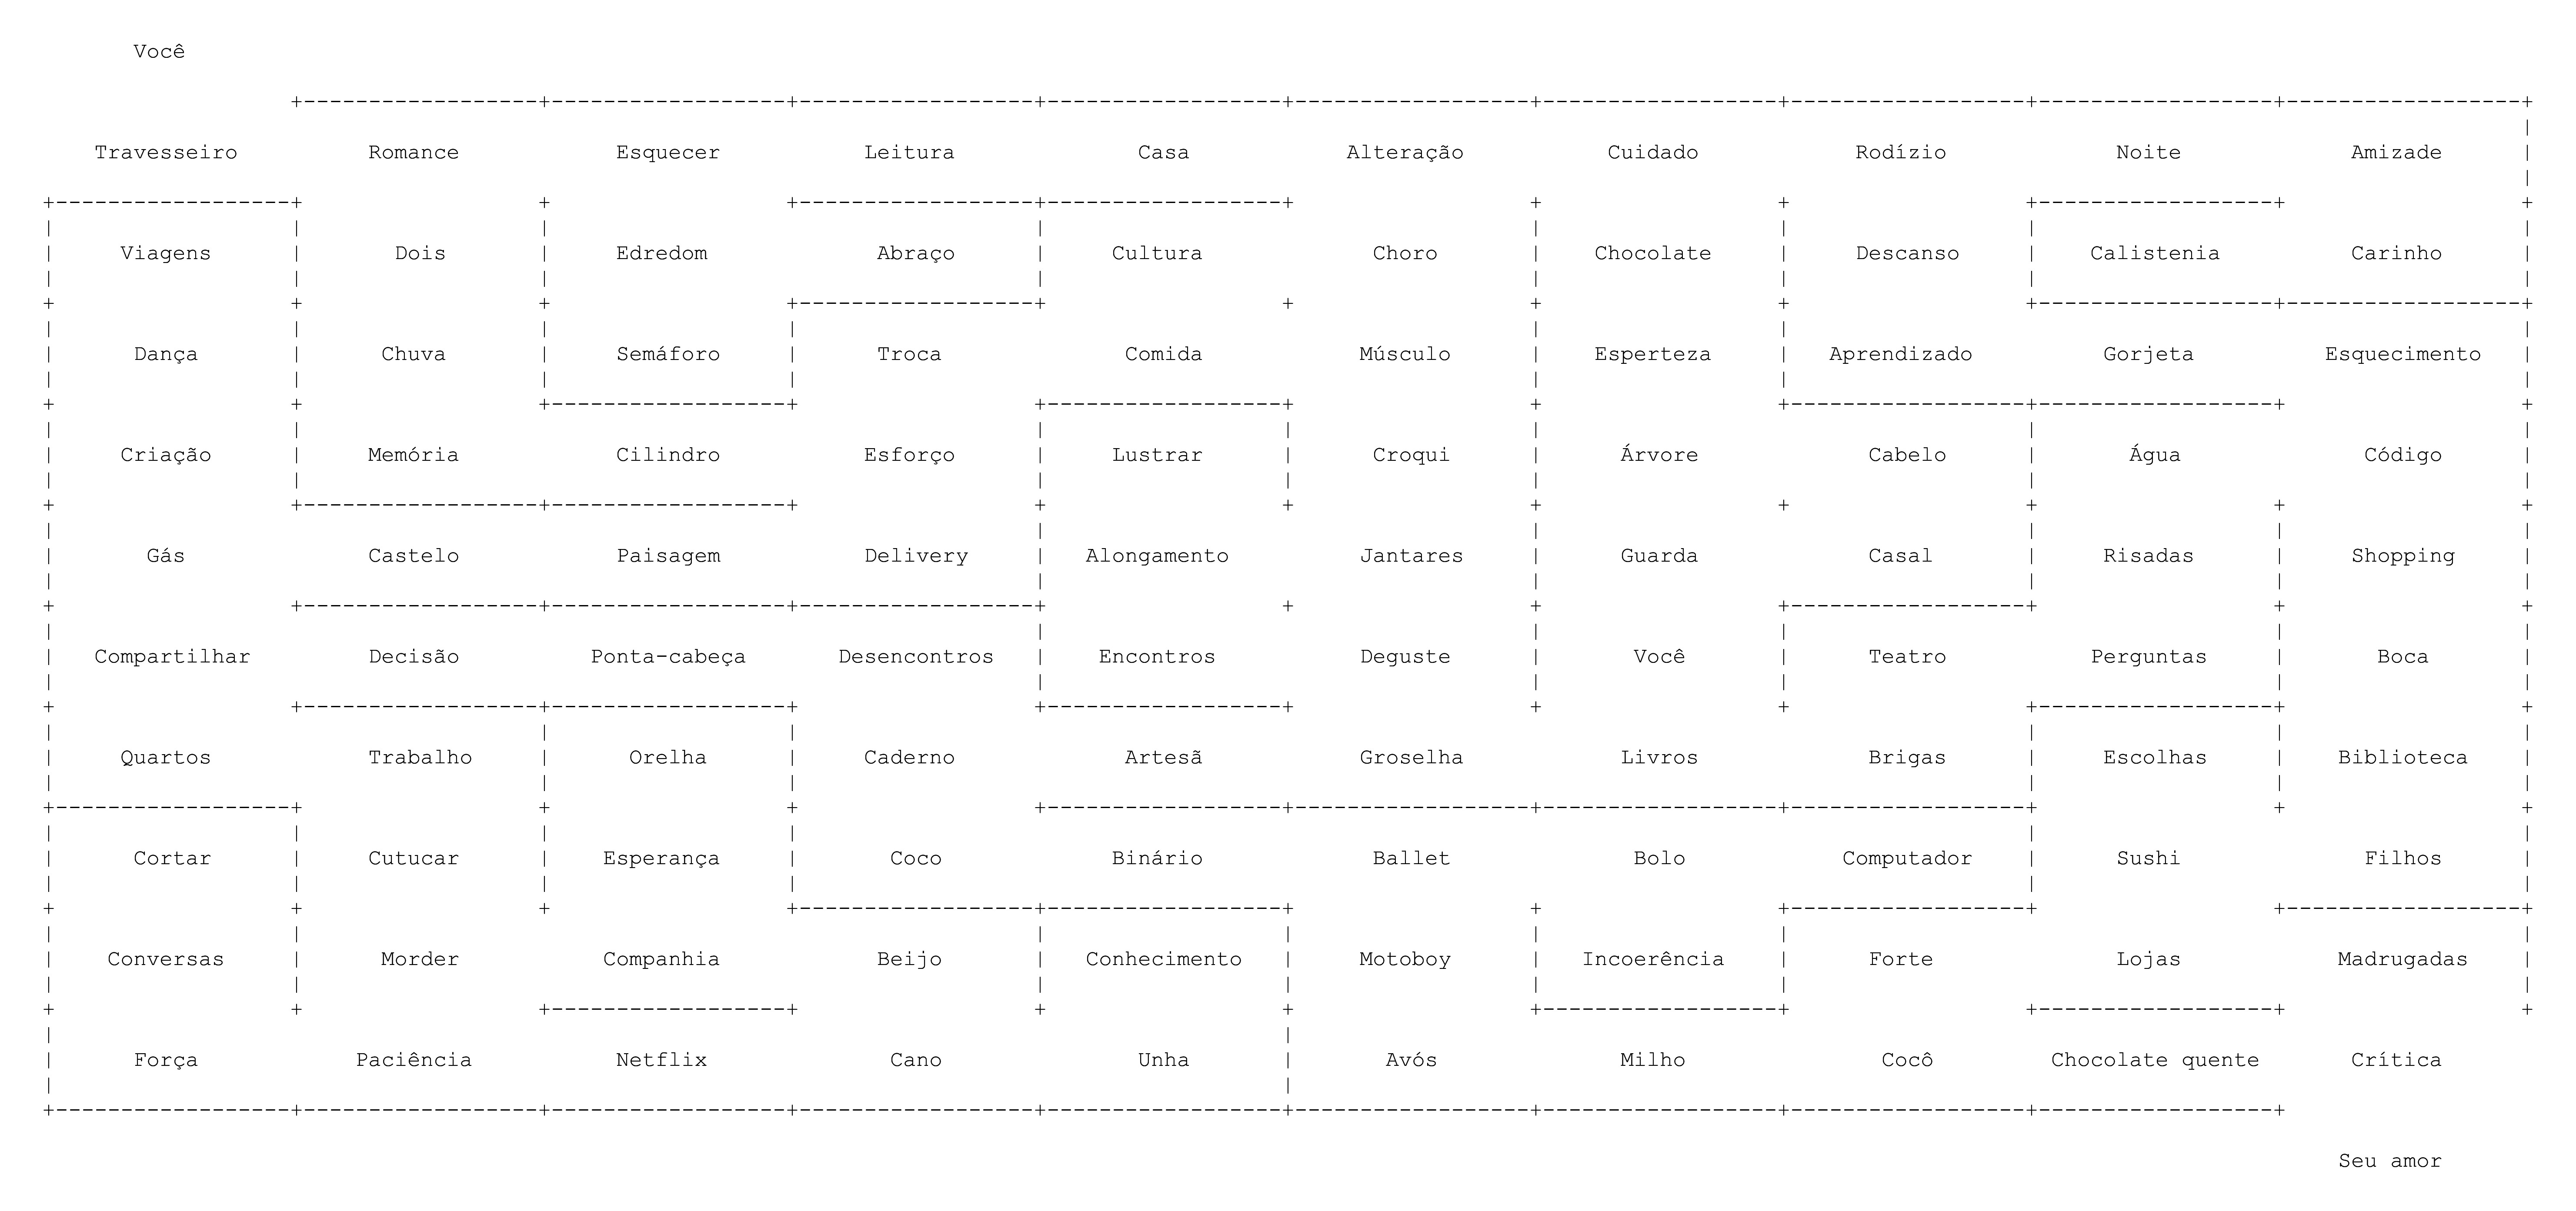 Você
Travesseiro Romance Esquecer Leitura Casa Alteração Cuidado Rodízio Noite Amizade
Viagens Dois Edredom Abraço Cultura Choro Chocolate Descanso Calistenia Carinho
Dança Chuva Semáforo Troca Comida Músculo Esperteza Aprendizado Gorjeta Esquecimento
Criação Memória Cilindro Esforço Lustrar Croqui Árvore Cabelo Água Código
Gás Castelo Paisagem Delivery Alongamento Jantares Guarda Casal Risadas Shopping
Compartilhar Decisão Ponta-cabeça Desencontros Encontros Deguste Você Teatro Perguntas Boca
Quartos Trabalho Orelha Caderno Artesã Groselha Livros Brigas Escolhas Biblioteca
Cortar Cutucar Esperança Coco Binário Ballet Bolo Computador Sushi Filhos
Conversas Morder Companhia Beijo Conhecimento Motoboy Incoerência Forte Lojas Madrugadas
Força Paciência Netflix Cano Unha Avós Milho Cocô Chocolate quente Crítica
Seu amor